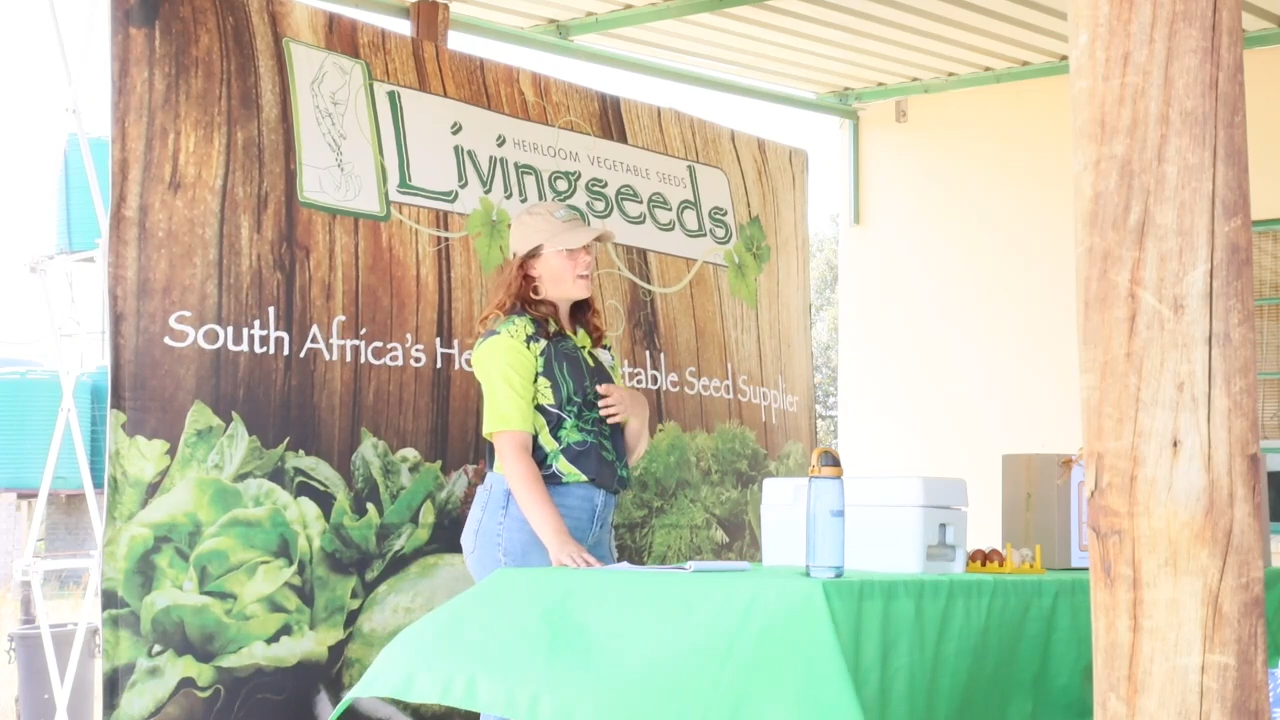 HEIRLOOM VEGETABLE SEEDS
Livingseeds
South Africa's He table Seed Supplier